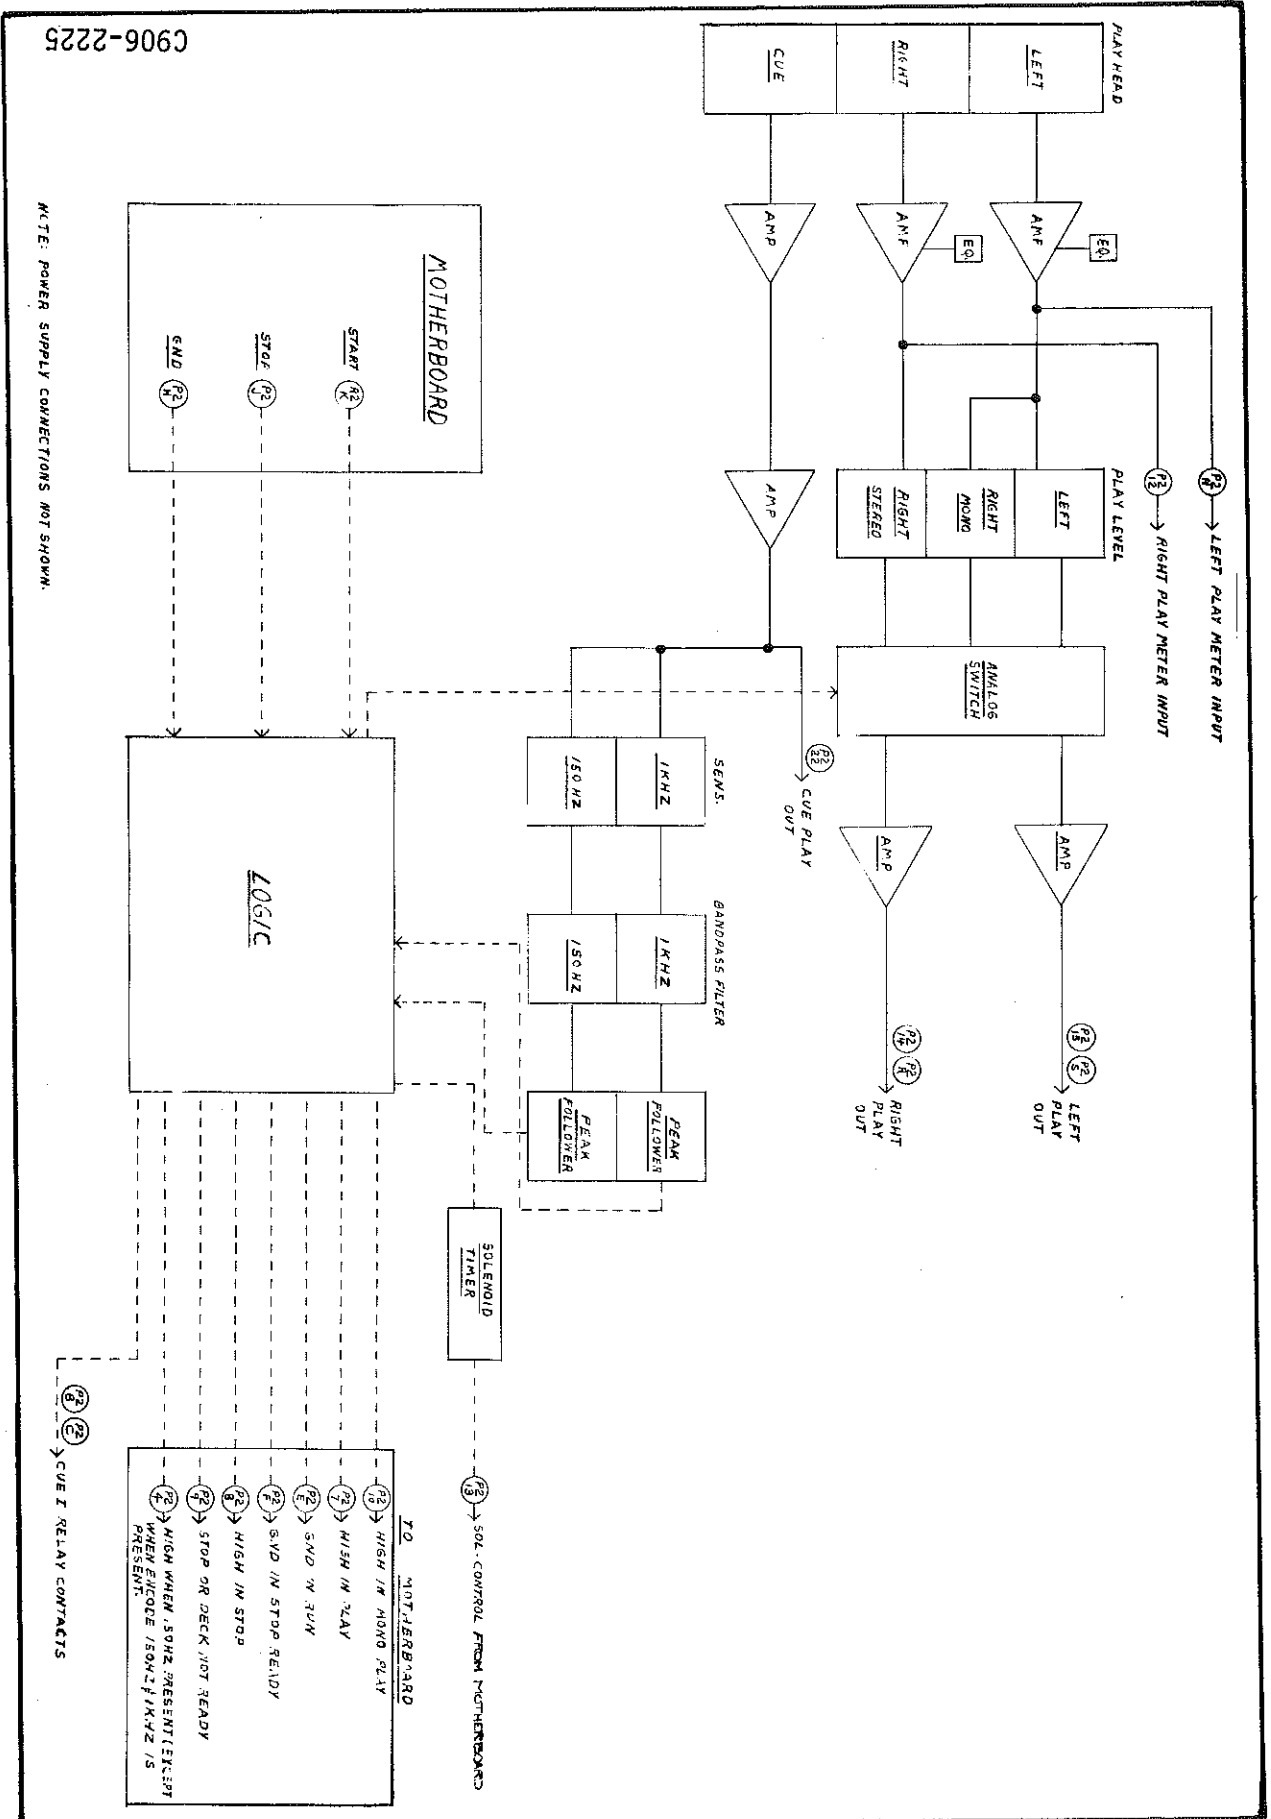 C906-2225
PLAY HEAD
LEFT
RIGHT
CUE
AMP
AMP
AMP
EQ.
EQ.
P2
N
LEFT PLAY METER INPUT
P2
12
RIGHT PLAY METER INPUT
PLAY LEVEL
LEFT
RIGHT
MONO
RIGHT
STEREO
AMP
ANALOG
SWITCH
AMP
AMP
P2
15
P2
S
LEFT
PLAY
OUT
P2
14
P2
R
RIGHT
PLAY
OUT
P2
22
CUE PLAY
OUT
SENS.
1KHZ
150 HZ
BANDPASS FILTER
1KHZ
150 HZ
PEAK
FOLLOWER
PEAK
FOLLOWER
SOLENOID
TIMER
P2
13
SOL-CONTROL FROM MOTHERBOARD
MOTHERBOARD
START
P2
K
STOP
P2
J
GND
P2
H
LOGIC
TO MOTHERBOARD
P2
10
HIGH IN MONO PLAY
P2
7
HIGH IN PLAY
P2
E
GND IN RUN
P2
F
GND IN STOP READY
P2
8
HIGH IN STOP
P2
9
STOP OR DECK NOT READY
P2
4
HIGH WHEN 150HZ PRESENT (EXCEPT
WHEN ENCODE 150HZ & 1KHZ IS
PRESENT.
P2
B
P2
C
CUE I RELAY CONTACTS
NOTE: POWER SUPPLY CONNECTIONS NOT SHOWN.